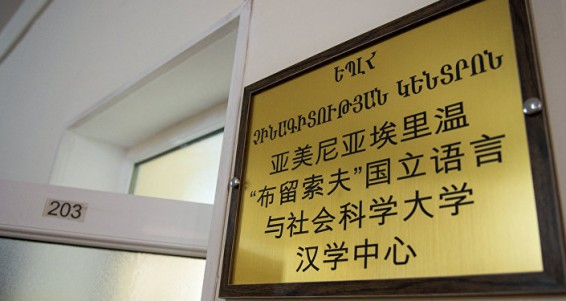 203
ԵՊԼՀ
ՉԻՆԱԳԻՏՈՒԹՅԱՆ ԿԵՆՏՐՈՆ
亚美尼亚埃里温
“布留索夫”国立语言
与社会科学大学
汉学中心